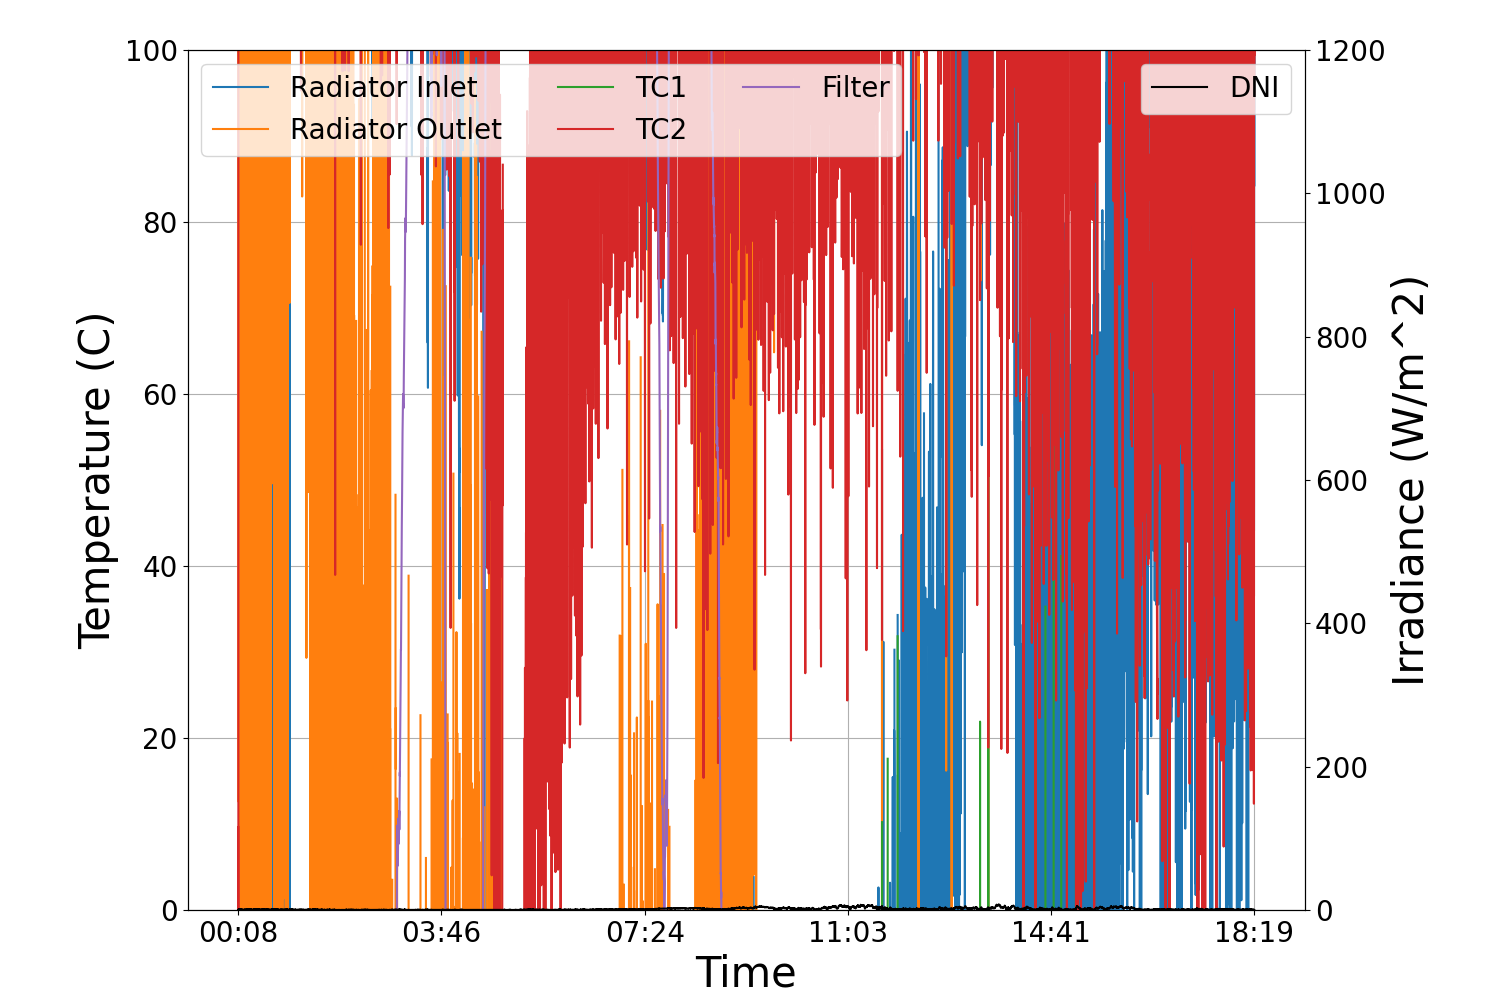 100
80
60
40
20
0
Temperature (C)
Radiator Inlet
Radiator Outlet
TC1
TC2
Filter
DNI
1200
1000
800
600
400
200
0
Irradiance (W/m^2)
00:08 03:46 07:24 11:03 14:41 18:19
Time